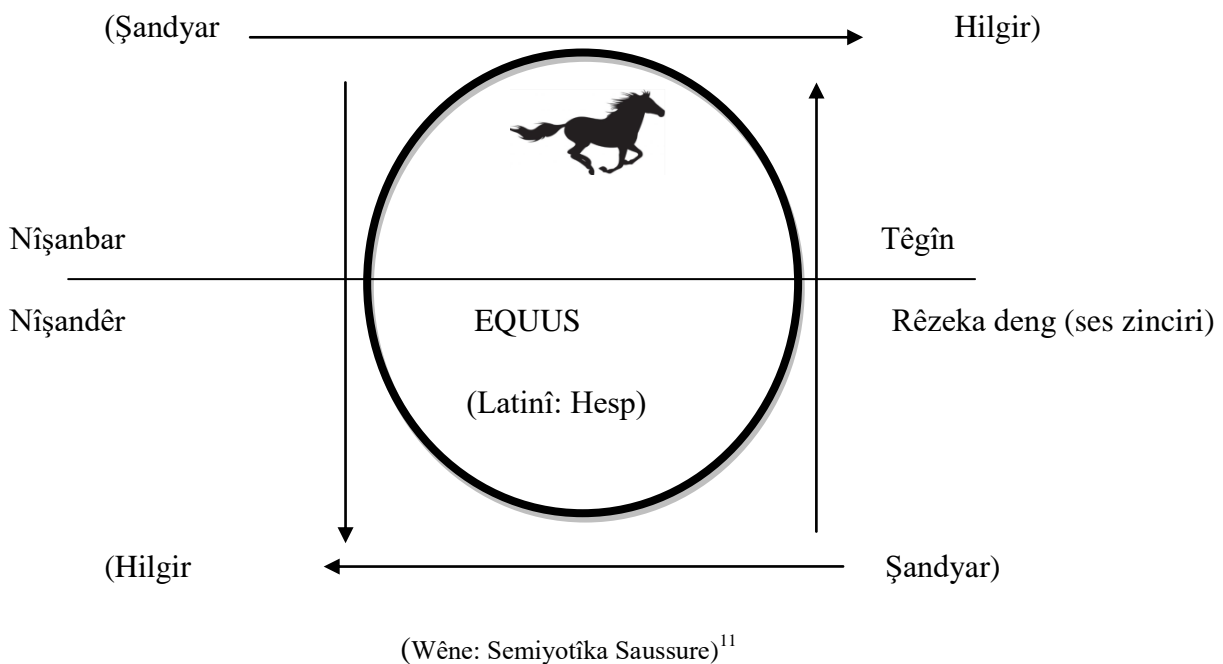 (Şandyar Hilgir)
Nîşanbar Têgîn
Nîşandêr EQUUS Rêzeka deng (ses zinciri)
(Latinî: Hesp)
(Hilgir Şandyar)
(Wêne: Semiyotîka Saussure)11